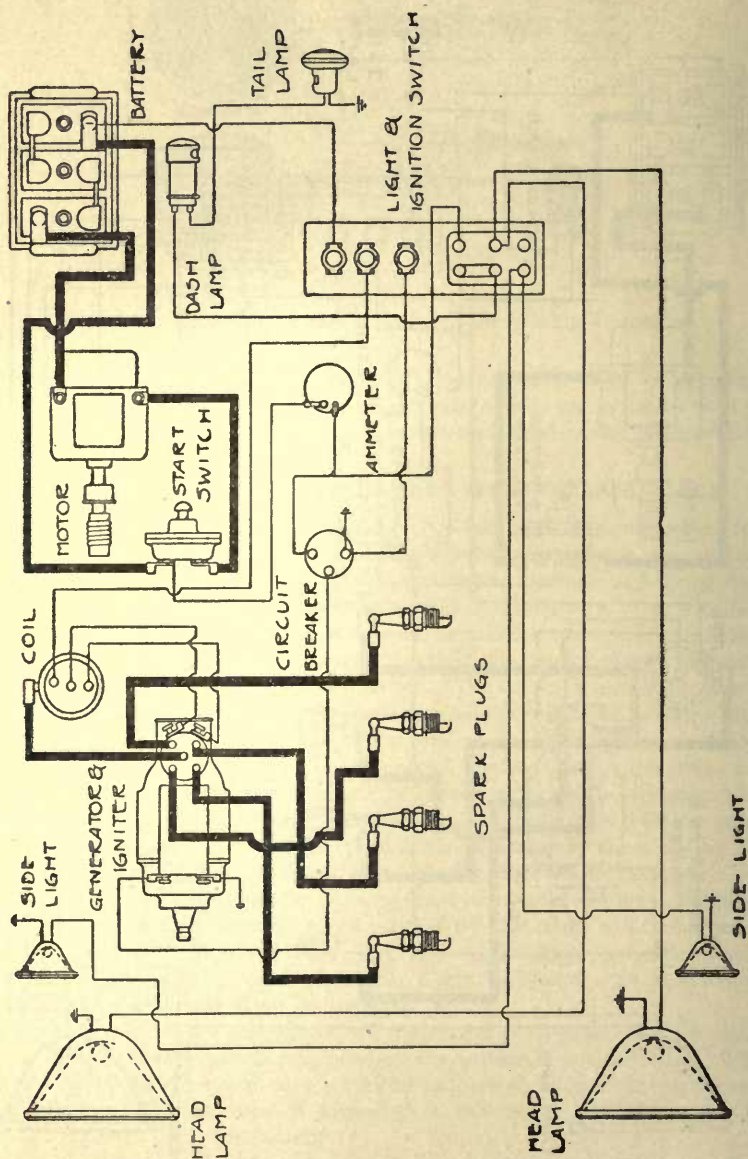 BATTERY
TAIL
LAMP
DASH
LAMP
LIGHT &
IGNITION SWITCH
MOTOR
START
SWITCH
AMMETER
COIL
CIRCUIT
BREAKER
GENERATOR &
IGNITER
SPARK PLUGS
SIDE
LIGHT
HEAD
LAMP
HEAD
LAMP
SIDE LIGHT